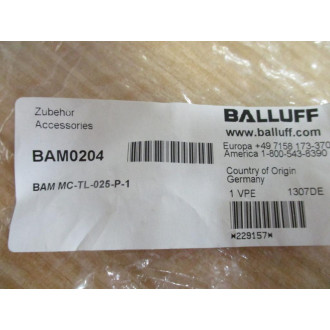 Zubehör
Accessories
BAM0204
BAM MC-TL-025-P-1
BALLUFF
www.balluff.com
Europa +49 7158 173-370
America 1-800-543-8390
Country of Origin
Germany
1 VPE 1307DE
*229157*